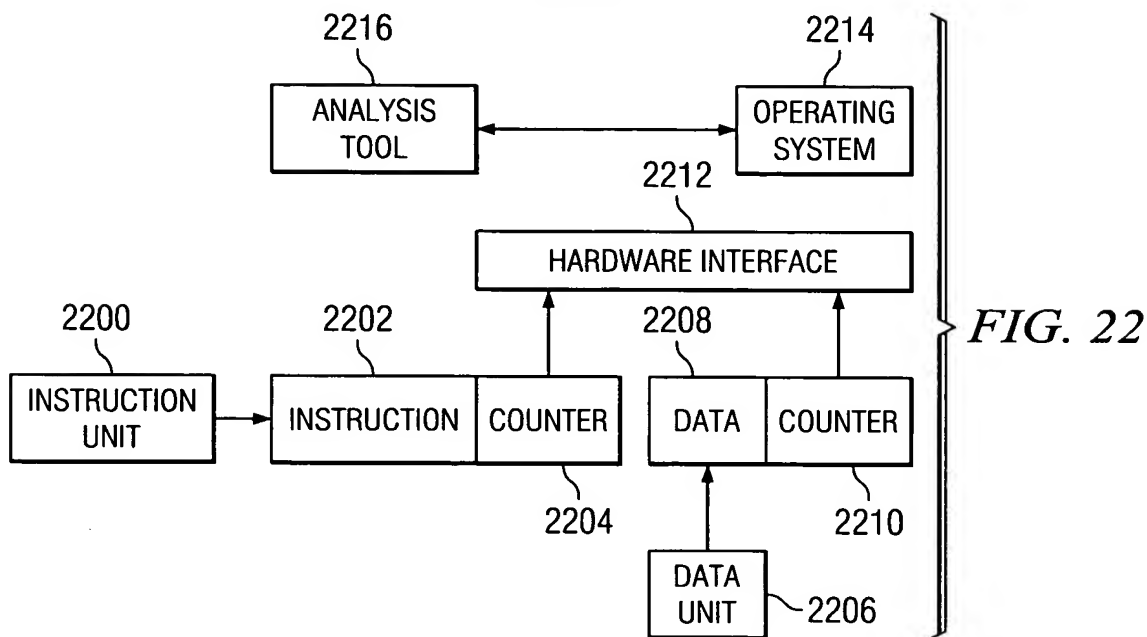 2216
2214
ANALYSIS
TOOL
OPERATING
SYSTEM
2212
HARDWARE INTERFACE
2200
2202
2208
INSTRUCTION
UNIT
INSTRUCTION
COUNTER
DATA
COUNTER
2204
2210
DATA
UNIT
2206
FIG. 22